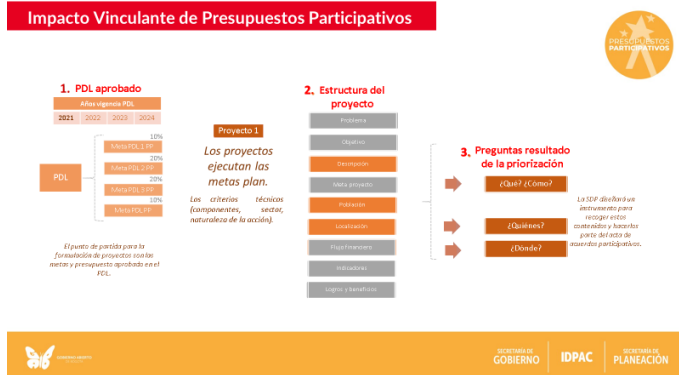 Impacto Vinculante de Presupuestos Participativos
PRESUPUESTOS
PARTICIPATIVOS
1. PDL aprobado
Años vigencia PDL
2021 2022 2023 2024
10%
Meta PDL 1 PP
20%
Meta PDL 2 PP
20%
Meta PDL 3 PP
10%
Meta PDL PP
PDL
El punto de partida para la
formulación de proyectos son las
metas y presupuesto aprobado en el
PDL.
Proyecto 1
Los proyectos
ejecutan las
metas plan.
Los criterios técnicos
(componentes, sector,
naturaleza de la acción).
2. Estructura del
proyecto
Problema
Objetivo
Descripción
Meta proyecto
Población
Localización
Flujo financiero
Indicadores
Logros y beneficio
3. Preguntas resultado
de la priorización
¿Qué? ¿Cómo?
¿Quiénes?
¿Dónde?
La SDP diseñará un
instrumento para
recoger estos
contenidos y hacerlos
parte del acta de
acuerdos participativos.
GOBIERNO ABIERTO
SECRETARÍA DE
GOBIERNO
IDPAC
SECRETARÍA DE
PLANEACIÓN